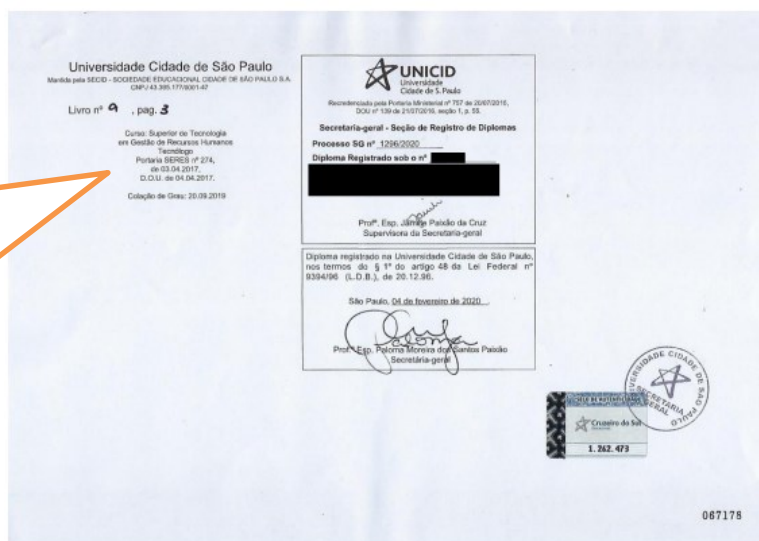 Universidade Cidade de São Paulo
Mantida pela SECID - SOCIEDADE EDUCACIONAL CIDADE DE SÃO PAULO S.A.
CNPJ 43.395.177/0001-47
Livro nº 9 , pag. 3
Curso: Superior de Tecnologia
em Gestão de Recursos Humanos
Tecnólogo
Portaria SERES nº 274,
de 03.04.2017,
D.O.U. de 04.04.2017.
Colação de Grau: 20.09.2019
UNICID
Universidade
Cidade de S. Paulo
Recredenciada pela Portaria Ministerial nº 757 de 20/07/2016,
DOU nº 139 de 21/07/2016, seção 1, p. 55.
Secretaria-geral - Seção de Registro de Diplomas
Processo SG nº 1296/2020
Diploma Registrado sob o nº
Profª. Esp. Paixão da Cruz
Supervisora da Secretaria-geral
Diploma registrado na Universidade Cidade de São Paulo,
nos termos do § 1º do artigo 48 da Lei Federal nº
9394/96 (L.D.B.), de 20.12.96.
São Paulo, 04 de fevereiro de 2020
Profª Esp. Paloma Moreira dos Santos Paixão
Secretária-geral
UNIVERSIDADE CIDADE DE SÃO PAULO
SECRETARIA
GERAL
SELO DE AUTENTICIDADE
Cruzeiro do Sul
1.262.473
067178